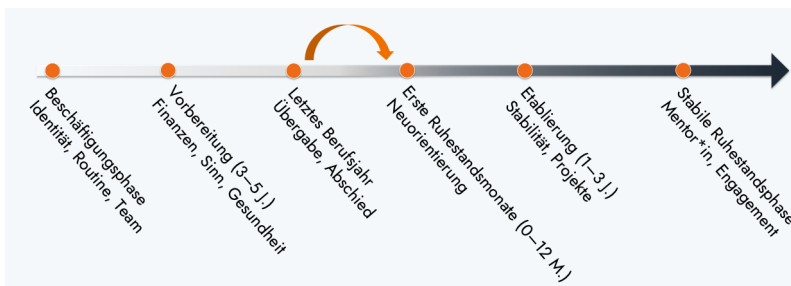 Beschäftigungsphase
Identität, Routine, Team
Vorbereitung (3–5 J.)
Finanzen, Sinn, Gesundheit
Letztes Berufsjahr
Übergabe, Abschied
Erste Ruhestandsmonate (0–12 M.)
Neuorientierung
Etablierung (1–3 J.)
Stabilität, Projekte
Stabile Ruhestandsphase
Mentor*in, Engagement